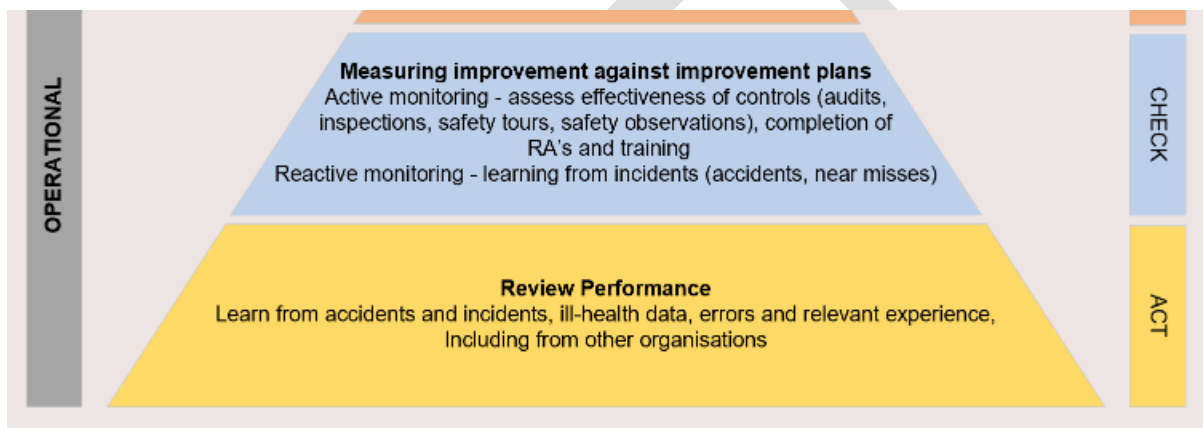 OPERATIONAL
Measuring improvement against improvement plans
Active monitoring - assess effectiveness of controls (audits,
inspections, safety tours, safety observations), completion of
RA's and training
Reactive monitoring - learning from incidents (accidents, near misses)
CHECK
Review Performance
Learn from accidents and incidents, ill-health data, errors and relevant experience,
Including from other organisations
ACT